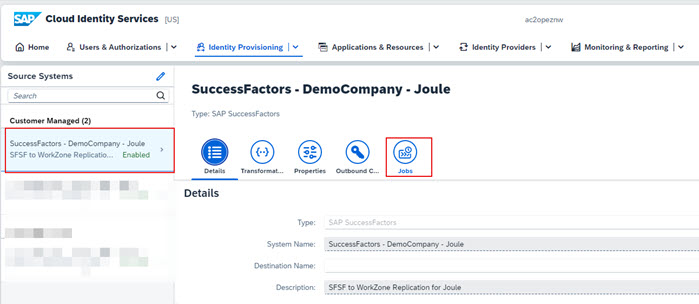 SAP Cloud Identity Services [US] ac2opeznw
Home Users & Authorizations Identity Provisioning Applications & Resources Identity Providers Monitoring & Reporting
Source Systems
Search
Customer Managed (2)
SuccessFactors - DemoCompany - Joule
SFSF to WorkZone Replicatio... Enabled
SuccessFactors - DemoCompany - Joule
Type: SAP SuccessFactors
Details Transformat... Properties Outbound C... Jobs
Details
Type: SAP SuccessFactors
System Name: SuccessFactors - DemoCompany - Joule
Destination Name:
Description: SFSF to WorkZone Replication for Joule